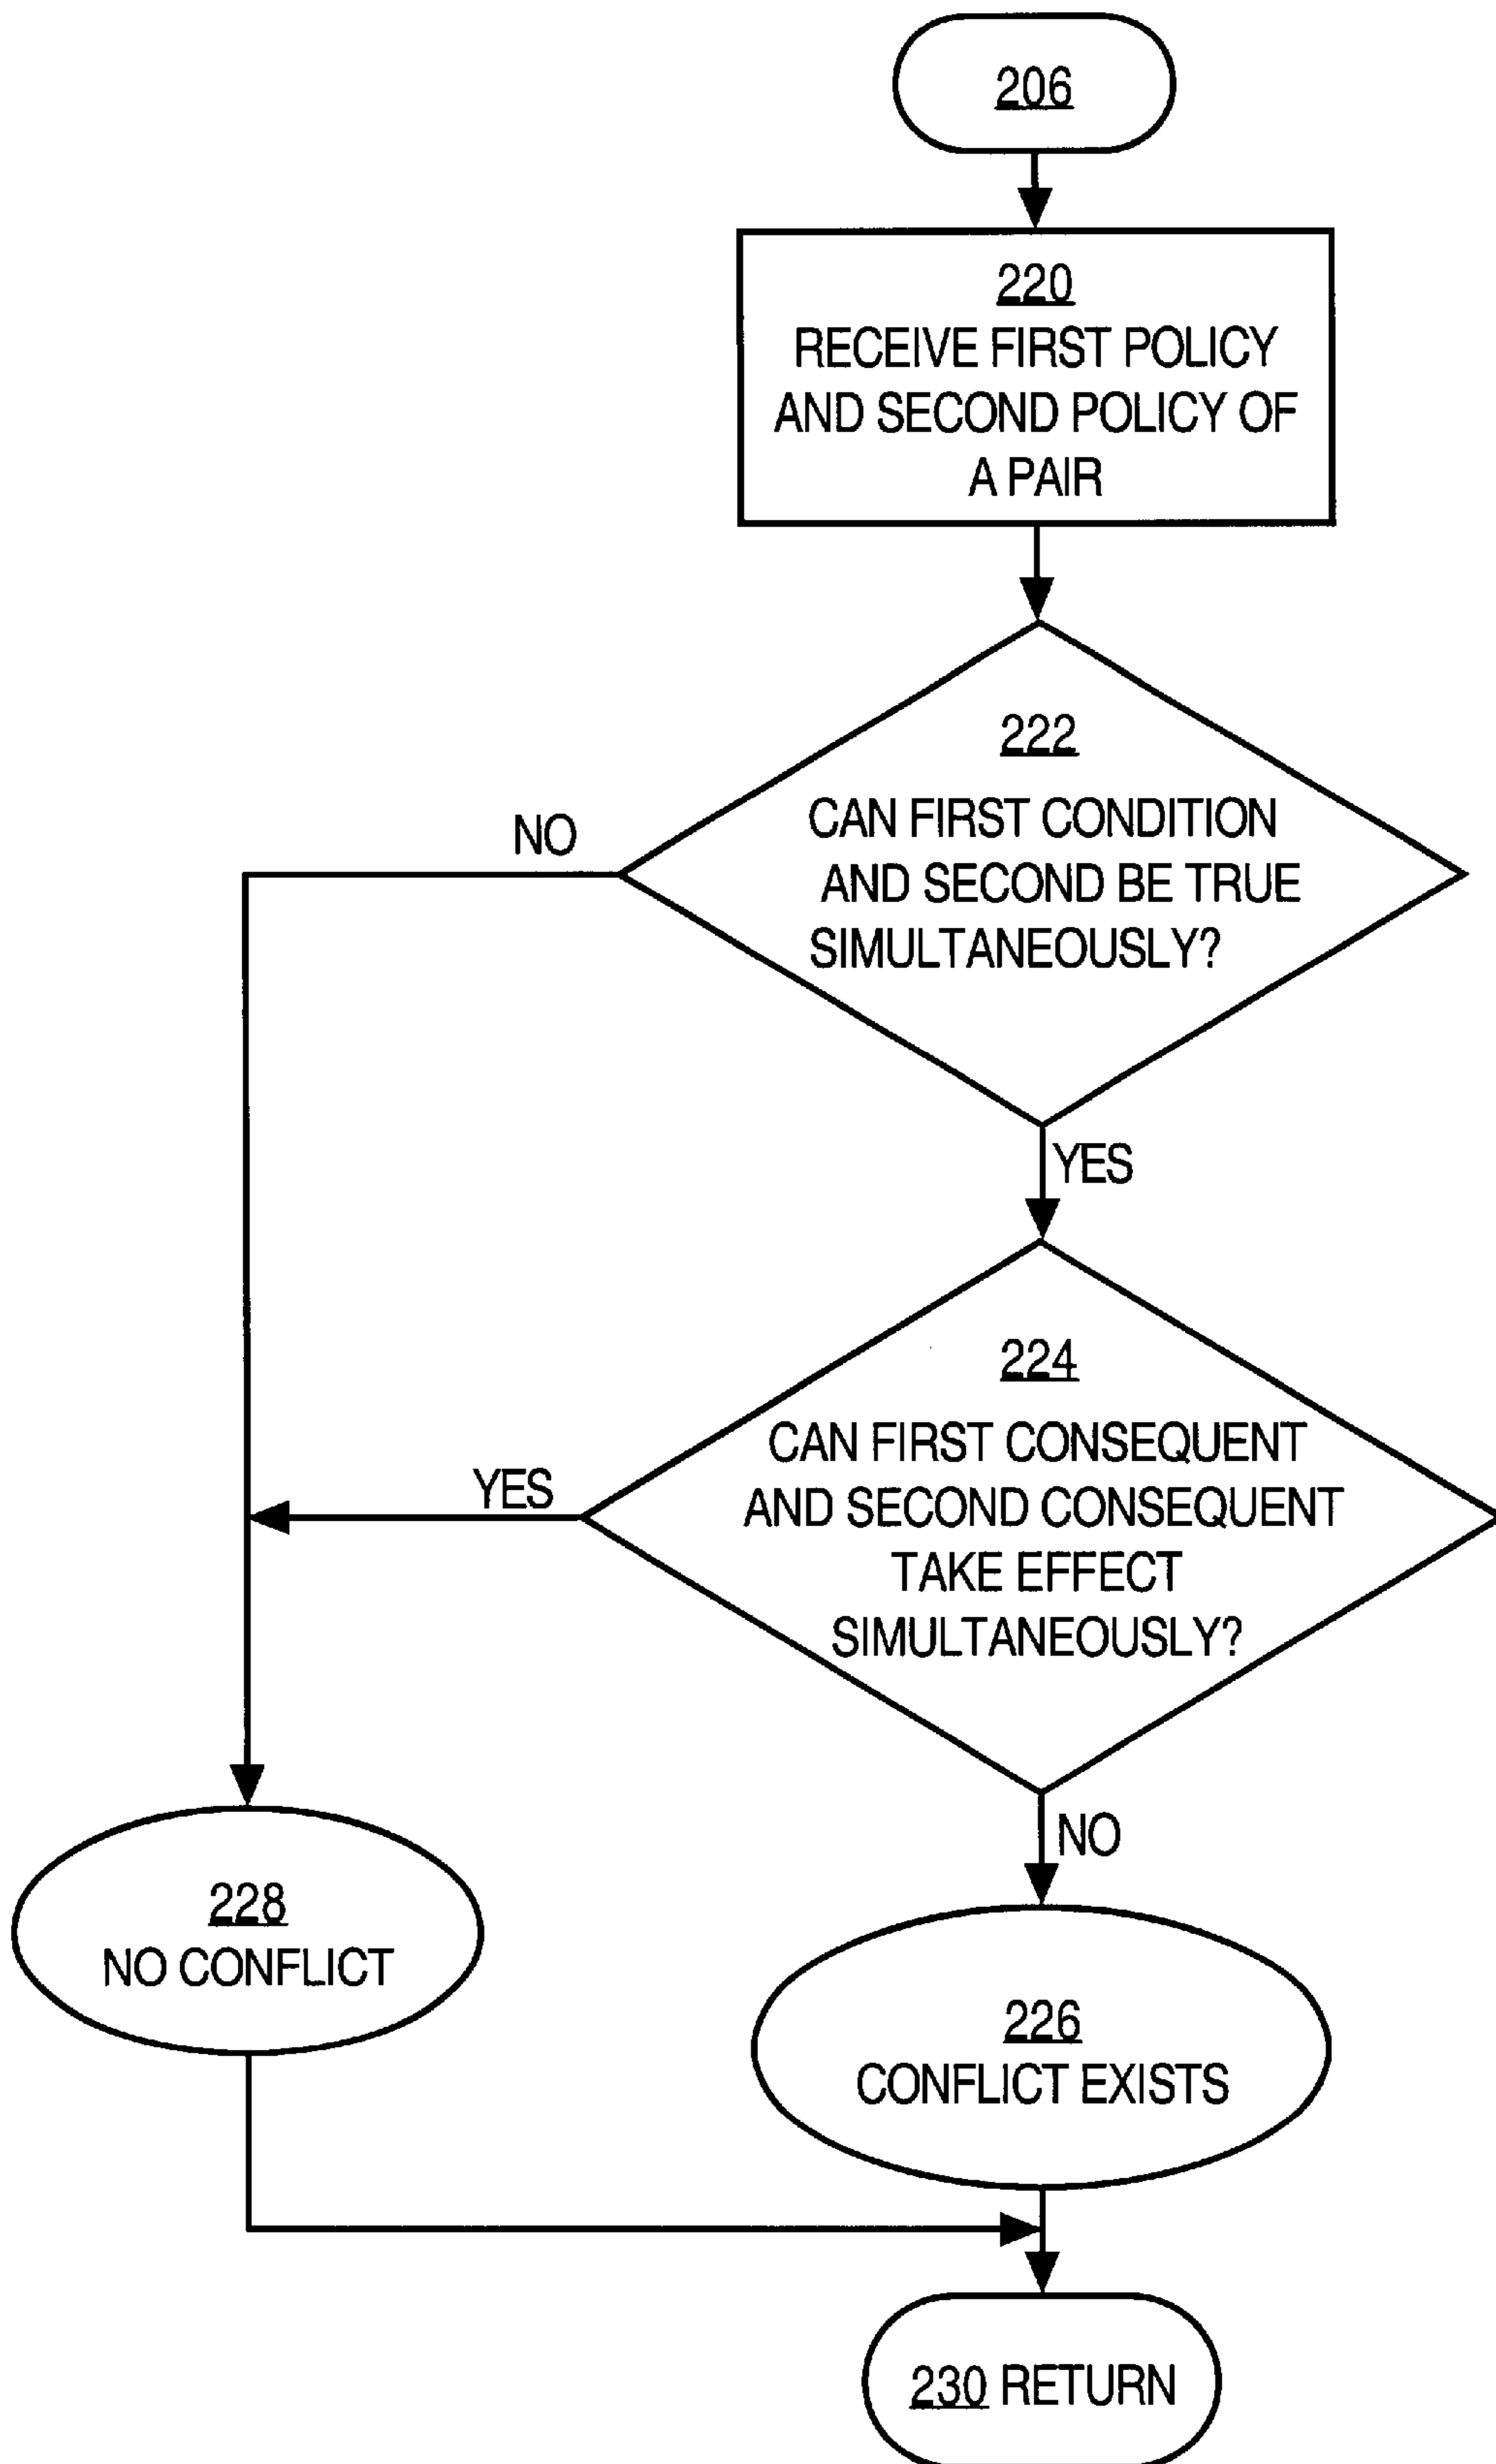 206
220
RECEIVE FIRST POLICY
AND SECOND POLICY OF
A PAIR
222
CAN FIRST CONDITION
AND SECOND BE TRUE
SIMULTANEOUSLY?
NO
YES
224
CAN FIRST CONSEQUENT
AND SECOND CONSEQUENT
TAKE EFFECT
SIMULTANEOUSLY?
YES
NO
228
NO CONFLICT
226
CONFLICT EXISTS
230 RETURN